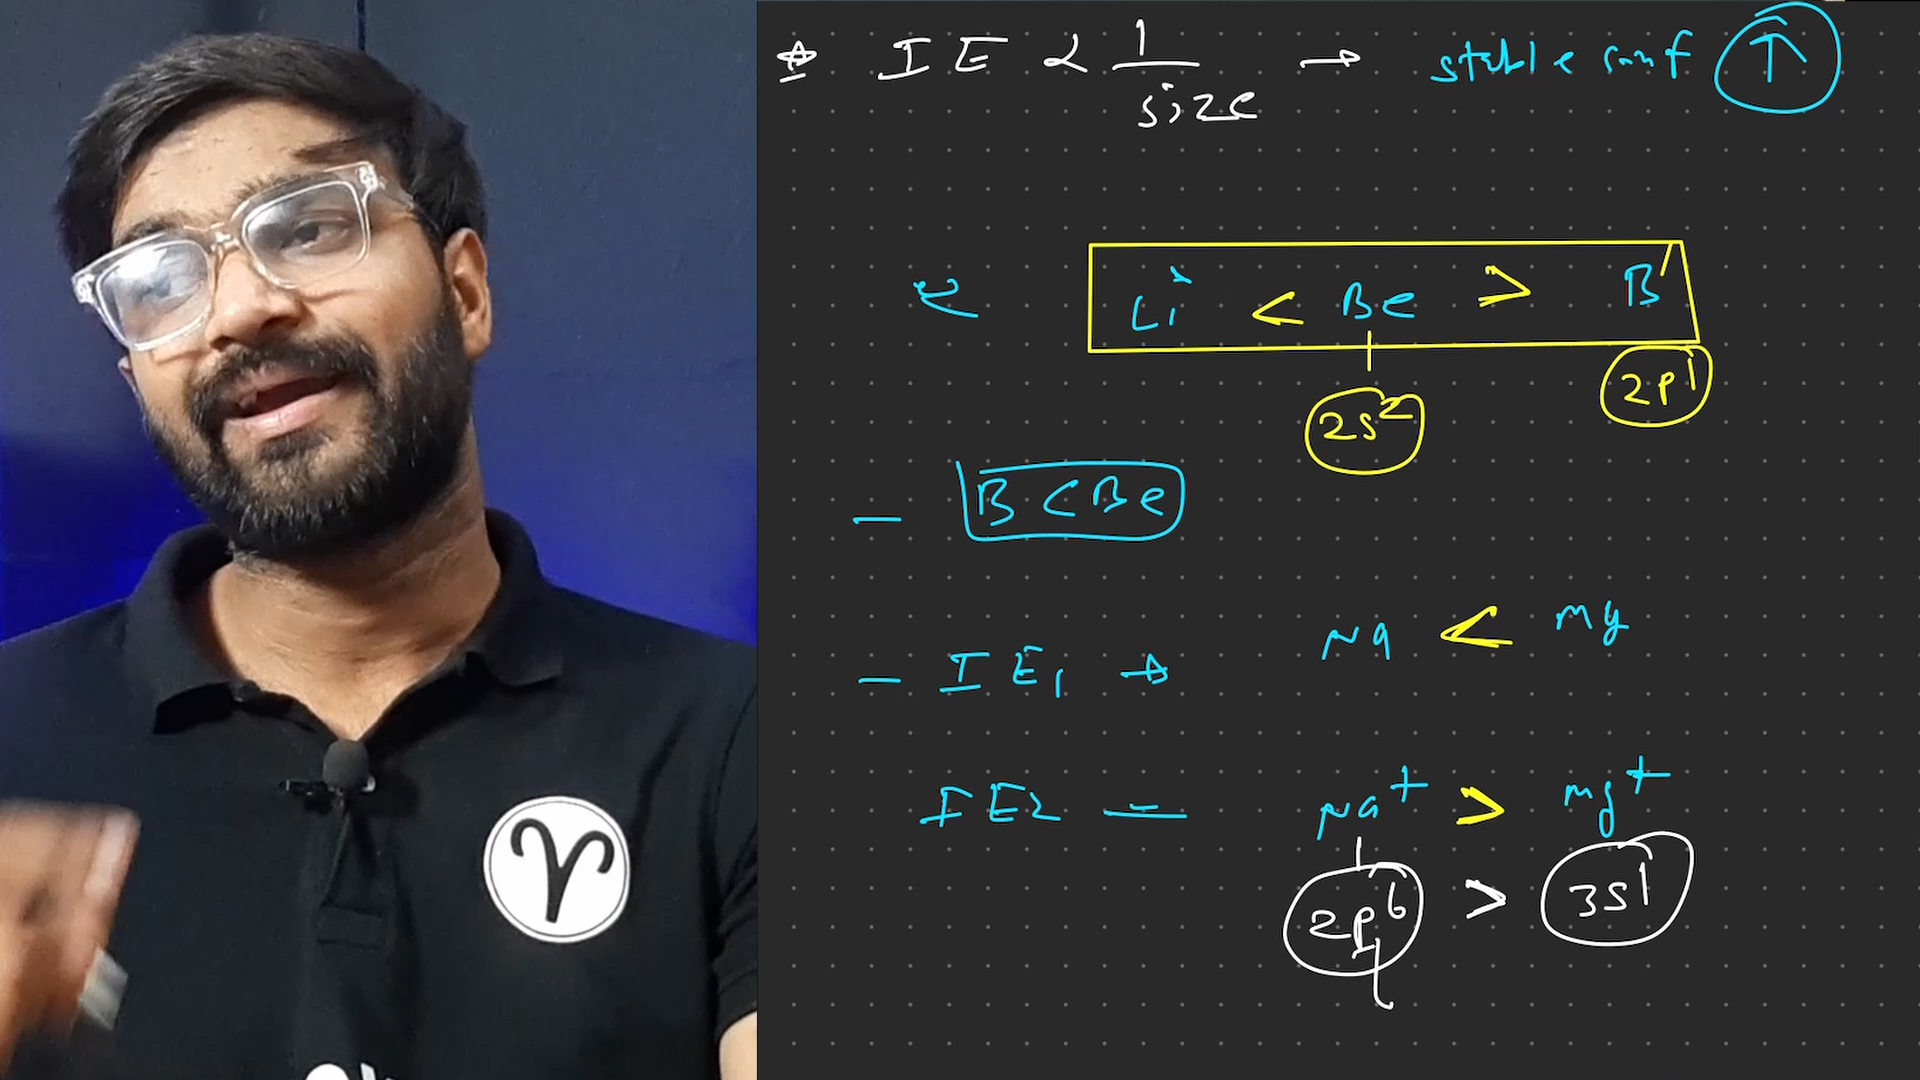 * IE α 1/size → stable conf ↑
Li < Be > B
2s² 2p¹
- B < Be
- IE₁ → Na < Mg
IE2 - Na⁺ > Mg⁺
2p⁶ > 3s¹